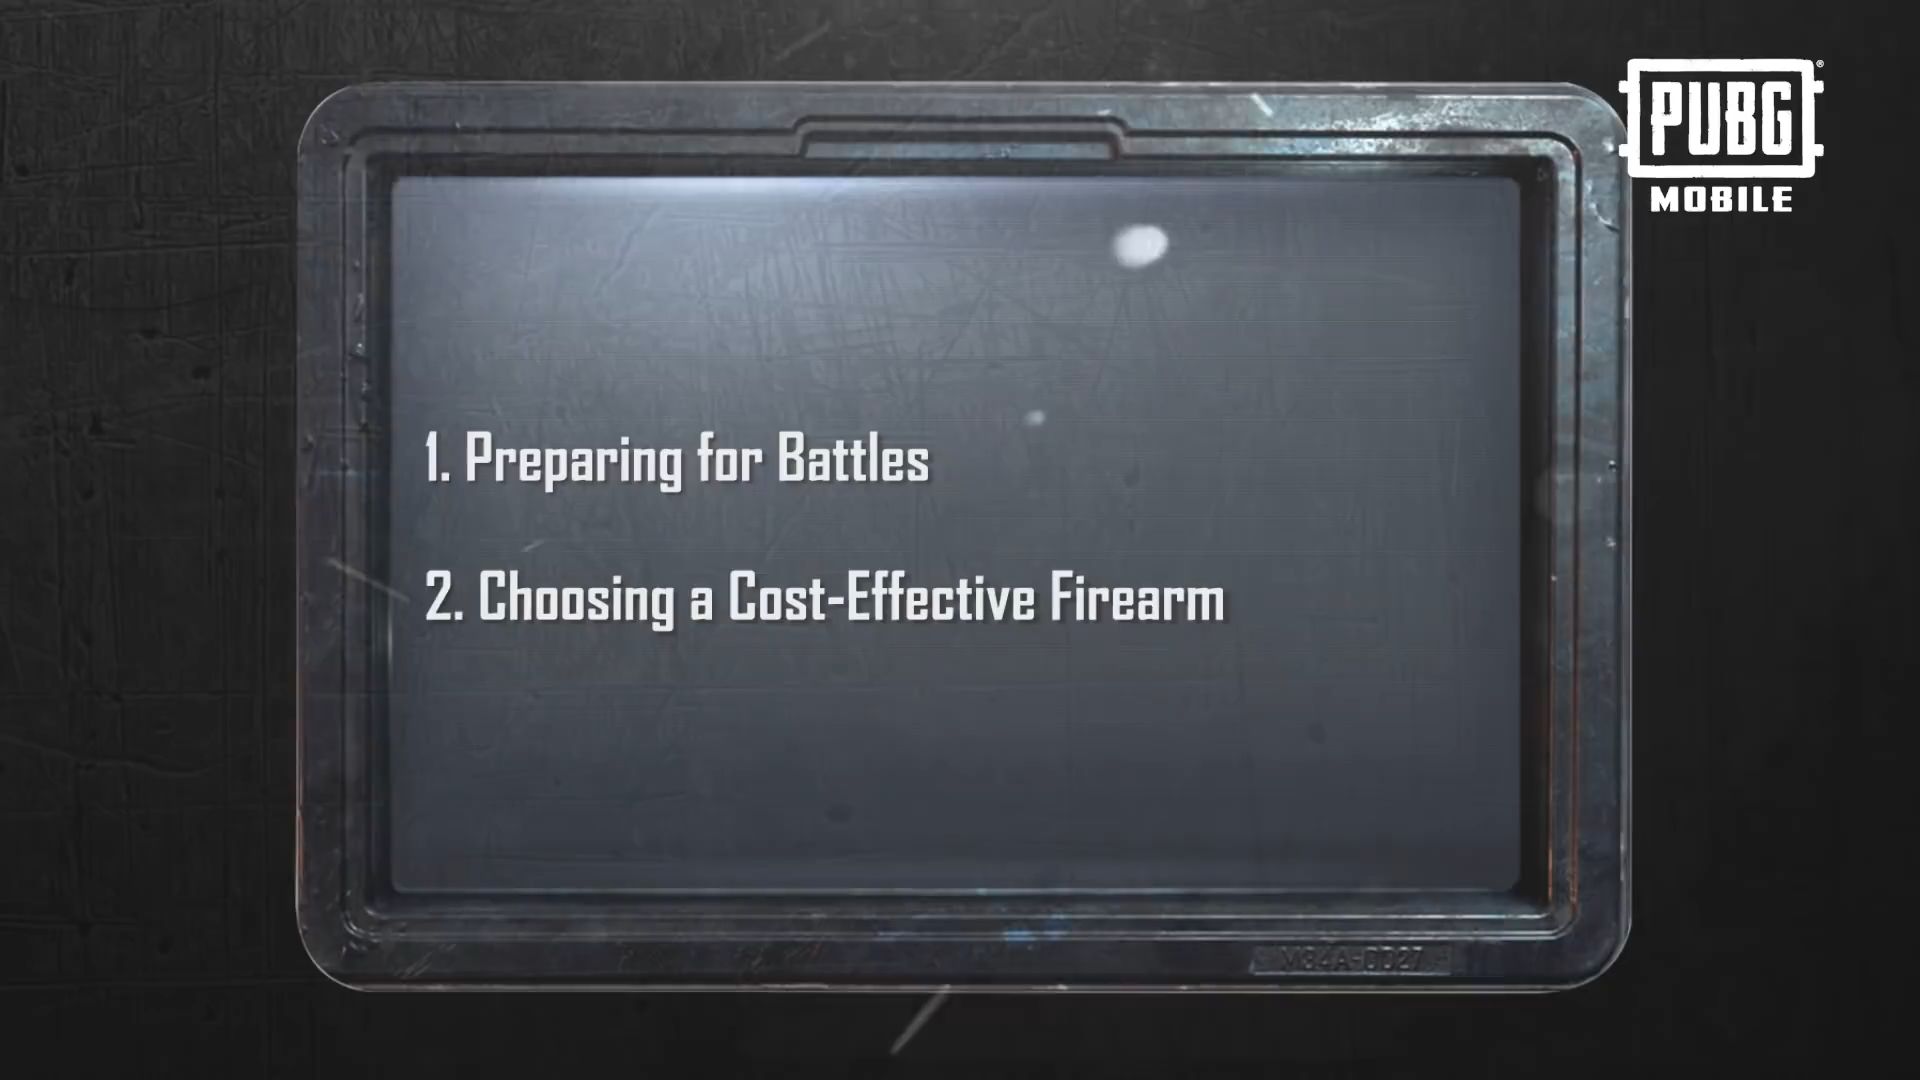 PUBG
MOBILE
1. Preparing for Battles
2. Choosing a Cost-Effective Firearm